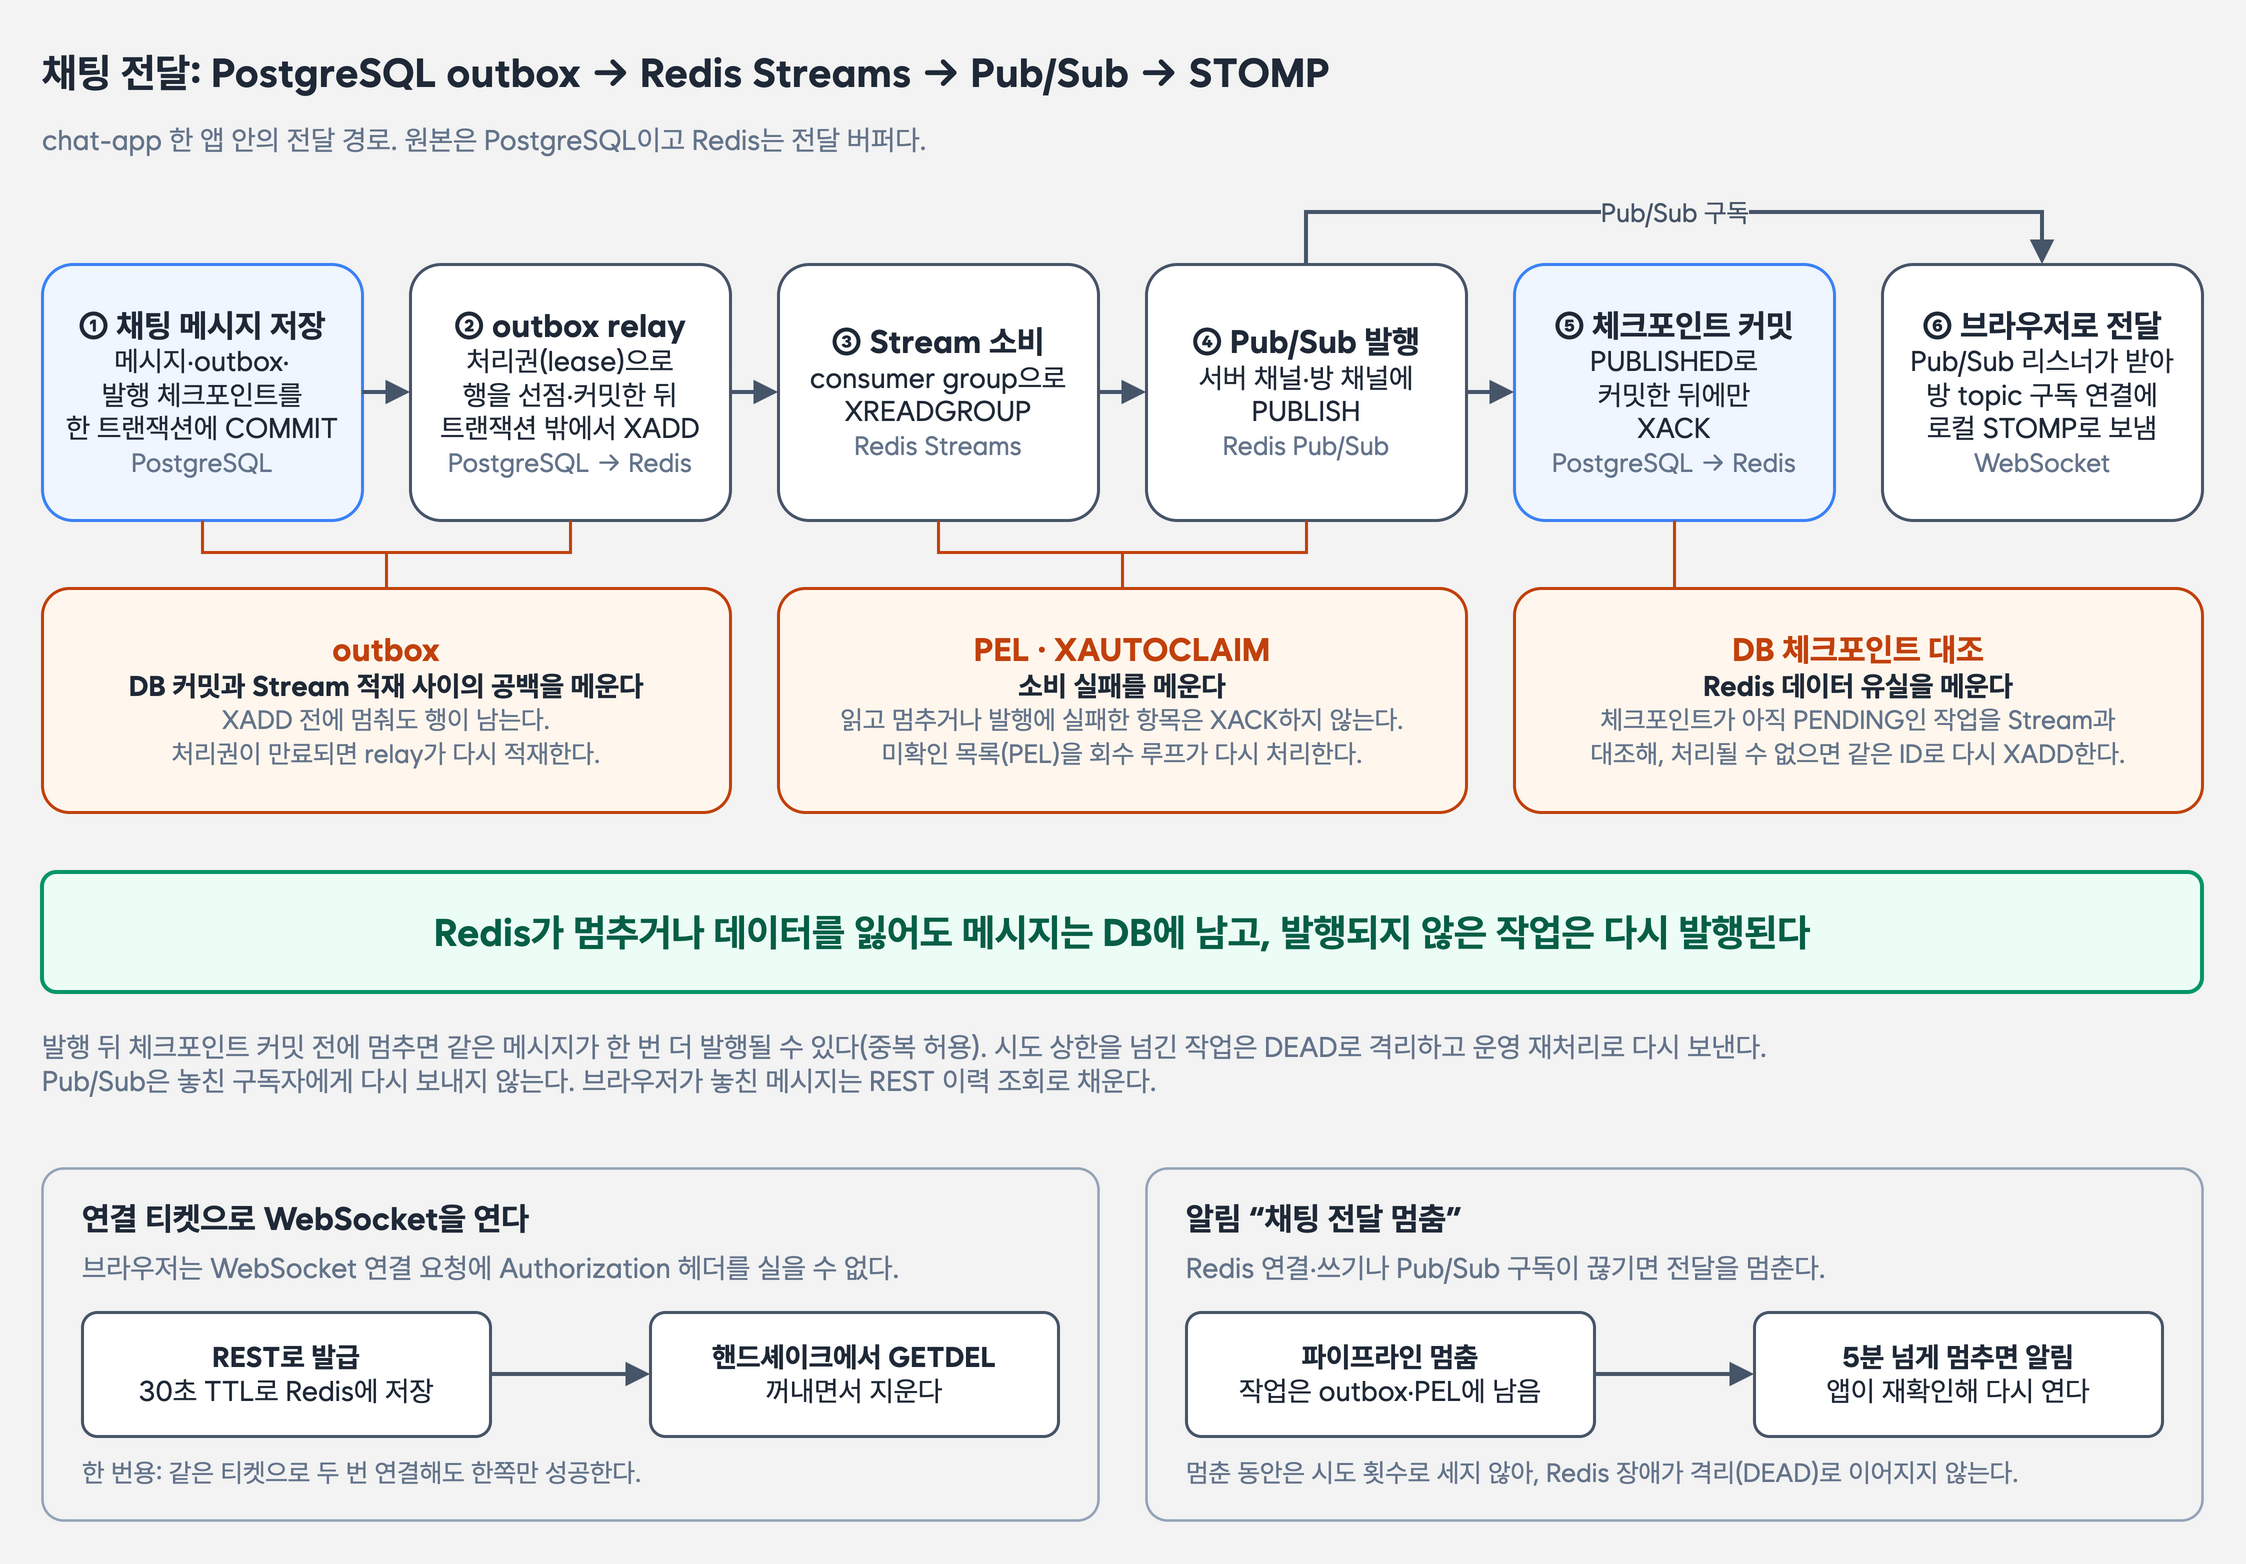 채팅 전달: PostgreSQL outbox → Redis Streams → Pub/Sub → STOMP
chat-app 한 앱 안의 전달 경로. 원본은 PostgreSQL이고 Redis는 전달 버퍼다.
Pub/Sub 구독
① 채팅 메시지 저장
메시지·outbox·
발행 체크포인트를
한 트랜잭션에 COMMIT
PostgreSQL
② outbox relay
처리권(lease)으로
행을 선점·커밋한 뒤
트랜잭션 밖에서 XADD
PostgreSQL → Redis
③ Stream 소비
consumer group으로
XREADGROUP
Redis Streams
④ Pub/Sub 발행
서버 채널·방 채널에
PUBLISH
Redis Pub/Sub
⑤ 체크포인트 커밋
PUBLISHED로
커밋한 뒤에만
XACK
PostgreSQL → Redis
⑥ 브라우저로 전달
Pub/Sub 리스너가 받아
방 topic 구독 연결에
로컬 STOMP로 보냄
WebSocket
outbox
DB 커밋과 Stream 적재 사이의 공백을 메운다
XADD 전에 멈춰도 행이 남는다.
처리권이 만료되면 relay가 다시 적재한다.
PEL · XAUTOCLAIM
소비 실패를 메운다
읽고 멈추거나 발행에 실패한 항목은 XACK하지 않는다.
미확인 목록(PEL)을 회수 루프가 다시 처리한다.
DB 체크포인트 대조
Redis 데이터 유실을 메운다
체크포인트가 아직 PENDING인 작업을 Stream과
대조해, 처리될 수 없으면 같은 ID로 다시 XADD한다.
Redis가 멈추거나 데이터를 잃어도 메시지는 DB에 남고, 발행되지 않은 작업은 다시 발행된다
발행 뒤 체크포인트 커밋 전에 멈추면 같은 메시지가 한 번 더 발행될 수 있다(중복 허용). 시도 상한을 넘긴 작업은 DEAD로 격리하고 운영 재처리로 다시 보낸다.
Pub/Sub은 놓친 구독자에게 다시 보내지 않는다. 브라우저가 놓친 메시지는 REST 이력 조회로 채운다.
연결 티켓으로 WebSocket을 연다
브라우저는 WebSocket 연결 요청에 Authorization 헤더를 실을 수 없다.
REST로 발급
30초 TTL로 Redis에 저장
핸드셰이크에서 GETDEL
꺼내면서 지운다
한 번용: 같은 티켓으로 두 번 연결해도 한쪽만 성공한다.
알림 “채팅 전달 멈춤”
Redis 연결·쓰기나 Pub/Sub 구독이 끊기면 전달을 멈춘다.
파이프라인 멈춤
작업은 outbox·PEL에 남음
5분 넘게 멈추면 알림
앱이 재확인해 다시 연다
멈춘 동안은 시도 횟수로 세지 않아, Redis 장애가 격리(DEAD)로 이어지지 않는다.